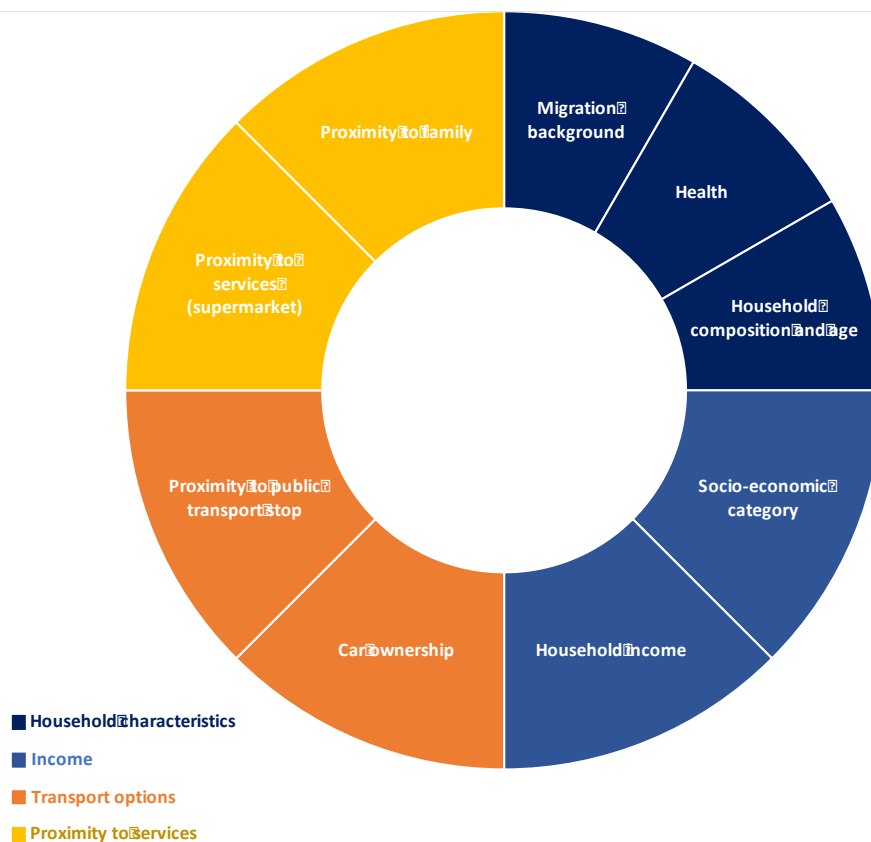 Migration
background
Proximity to family
Health
Proximity to
services
(supermarket)
Household
composition and age
Proximity to public
transport stop
Socio-economic
category
Car ownership
Household income
Household characteristics
Income
Transport options
Proximity to services